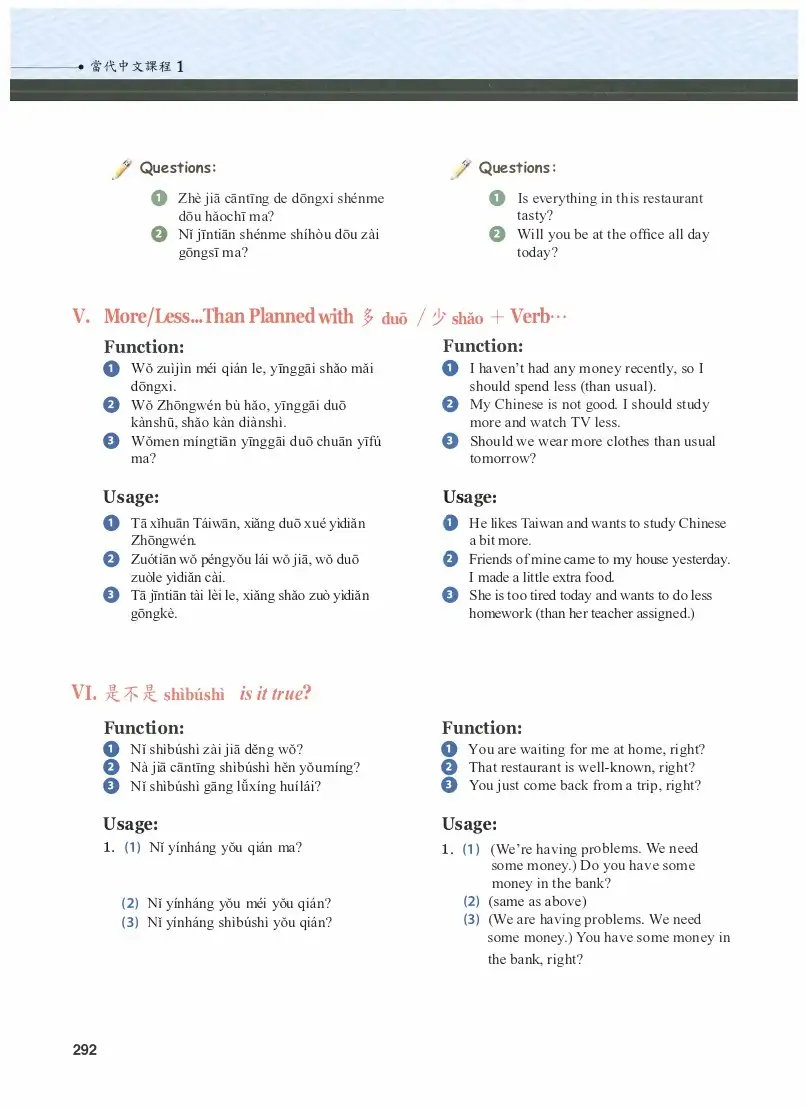 當代中文課程 1
Questions:
1 Zhè jiā cāntīng de dōngxi shénme
dōu hǎochī ma?
2 Nǐ jīntiān shénme shíhòu dōu zài
gōngsī ma?
Questions:
1 Is everything in this restaurant
tasty?
2 Will you be at the office all day
today?
V. More/Less...Than Planned with 多 duō / 少 shǎo + Verb…
Function:
1 Wǒ zuìjìn méi qián le, yīnggāi shǎo mǎi
dōngxi.
2 Wǒ Zhōngwén bù hǎo, yīnggāi duō
kànshū, shǎo kàn diànshì.
3 Wǒmen míngtiān yīnggāi duō chuān yīfú
ma?
Function:
1 I haven't had any money recently, so I
should spend less (than usual).
2 My Chinese is not good. I should study
more and watch TV less.
3 Should we wear more clothes than usual
tomorrow?
Usage:
1 Tā xǐhuān Táiwān, xiǎng duō xué yìdiǎn
Zhōngwén.
2 Zuótiān wǒ péngyǒu lái wǒ jiā, wǒ duō
zuòle yìdiǎn cài.
3 Tā jīntiān tài lèi le, xiǎng shǎo zuò yìdiǎn
gōngkè.
Usage:
1 He likes Taiwan and wants to study Chinese
a bit more.
2 Friends of mine came to my house yesterday.
I made a little extra food.
3 She is too tired today and wants to do less
homework (than her teacher assigned.)
VI. 是不是 shìbúshì is it true?
Function:
1 Nǐ shìbúshì zài jiā děng wǒ?
2 Nà jiā cāntīng shìbúshì hěn yǒumíng?
3 Nǐ shìbúshì gāng lǚxíng huílái?
Function:
1 You are waiting for me at home, right?
2 That restaurant is well-known, right?
3 You just come back from a trip, right?
Usage:
1. (1) Nǐ yínháng yǒu qián ma?
(2) Nǐ yínháng yǒu méi yǒu qián?
(3) Nǐ yínháng shìbúshì yǒu qián?
Usage:
1. (1) (We're having problems. We need
some money.) Do you have some
money in the bank?
(2) (same as above)
(3) (We are having problems. We need
some money.) You have some money in
the bank, right?
292